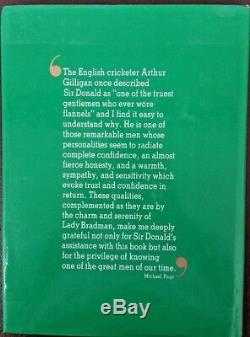 "The English cricketer Arthur
Gilligan once described
Sir Donald as "one of the truest
gentlemen who ever wore
flannels" and I find it easy to
understand why. He is one of
those remarkable men whose
personalities seem to radiate
complete confidence, an almost
fierce honesty, and a warmth,
sympathy, and sensitivity which
evoke trust and confidence in
return. These qualities,
complemented as they are by
the charm and serenity of
Lady Bradman, make me deeply
grateful not only for Sir Donald's
assistance with this book but also
for the privilege of knowing
one of the great men of our time."
Michael Page